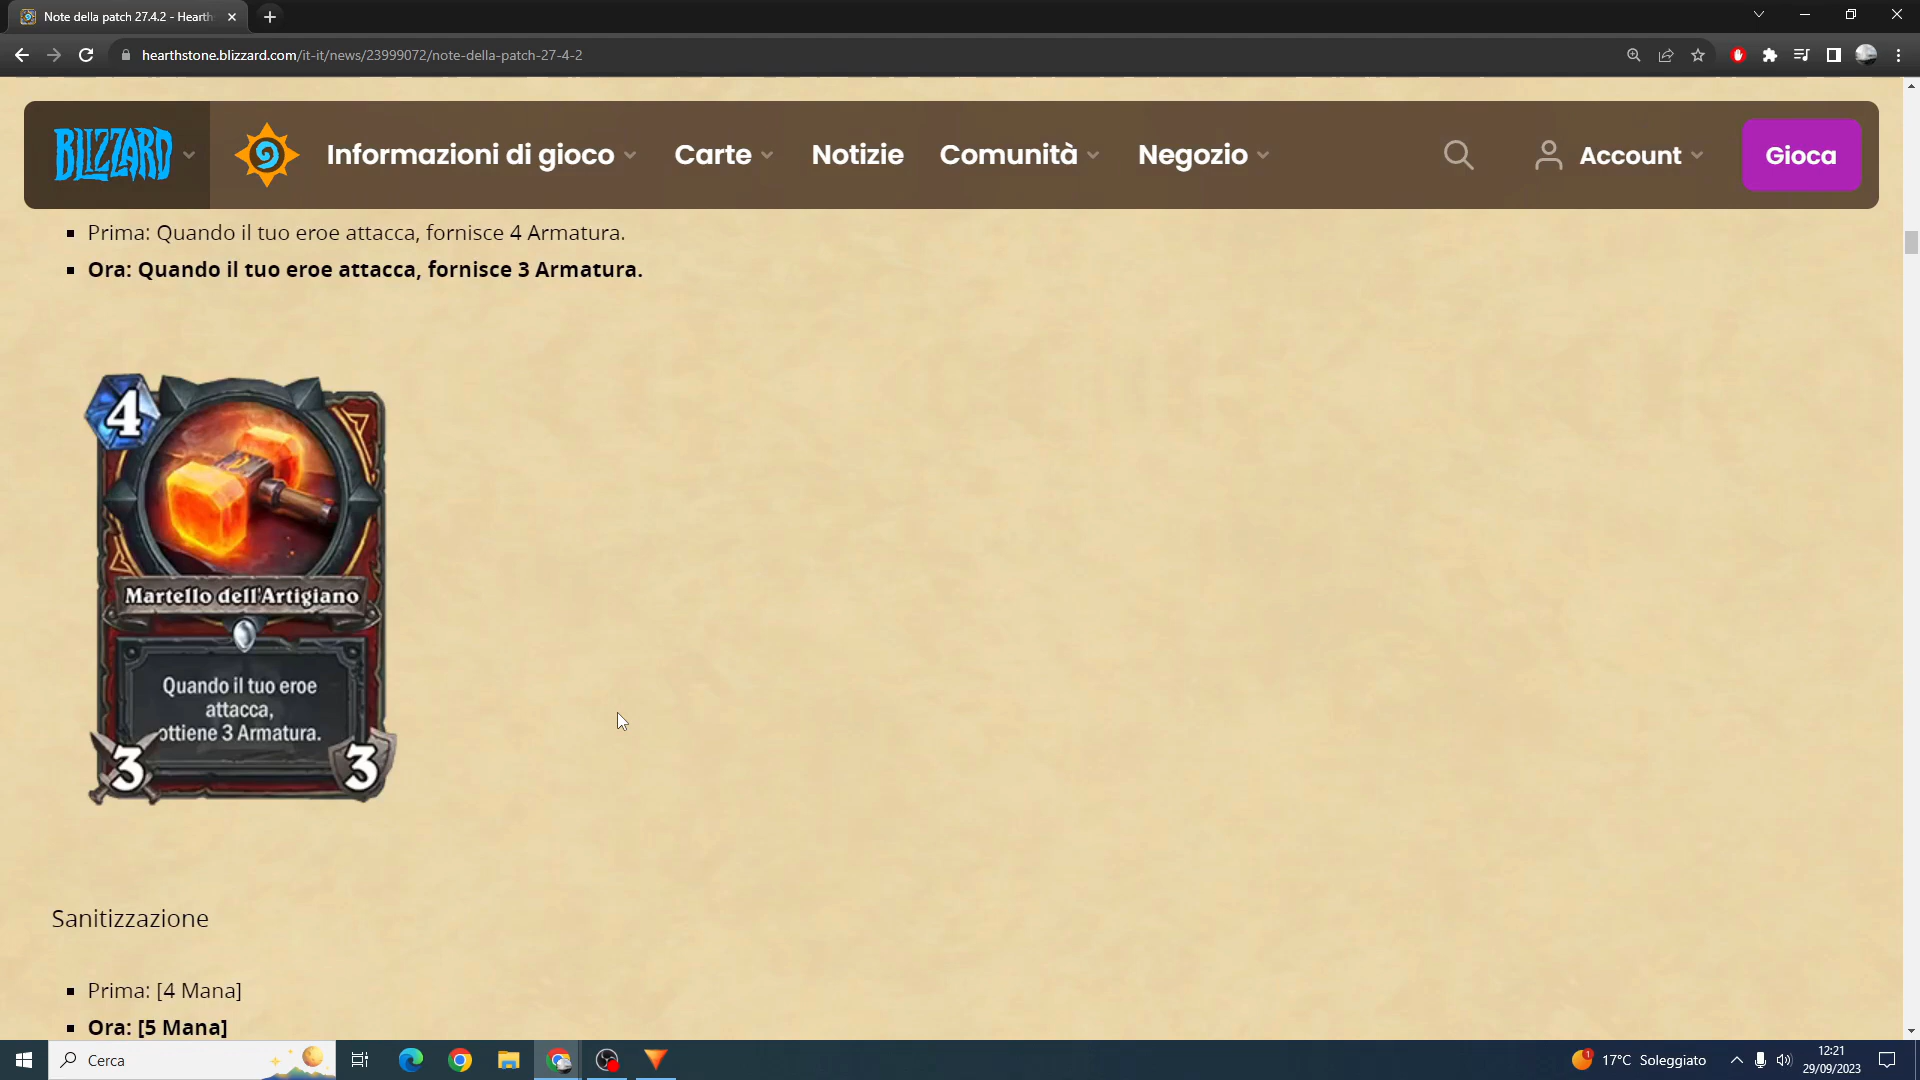 Note della patch 27.4.2 - Hearths
hearthstone.blizzard.com/it-it/news/23999072/note-della-patch-27-4-2
BLIZZARD
Informazioni di gioco
Carte
Notizie
Comunità
Negozio
Account
Gioca
Prima: Quando il tuo eroe attacca, fornisce 4 Armatura.
Ora: Quando il tuo eroe attacca, fornisce 3 Armatura.
4
Martello dell'Artigiano
Quando il tuo eroe
attacca,
ottiene 3 Armatura.
3
3
Sanitizzazione
Prima: [4 Mana]
Ora: [5 Mana]
Cerca
1
17°C Soleggiato
12:21
29/09/2023